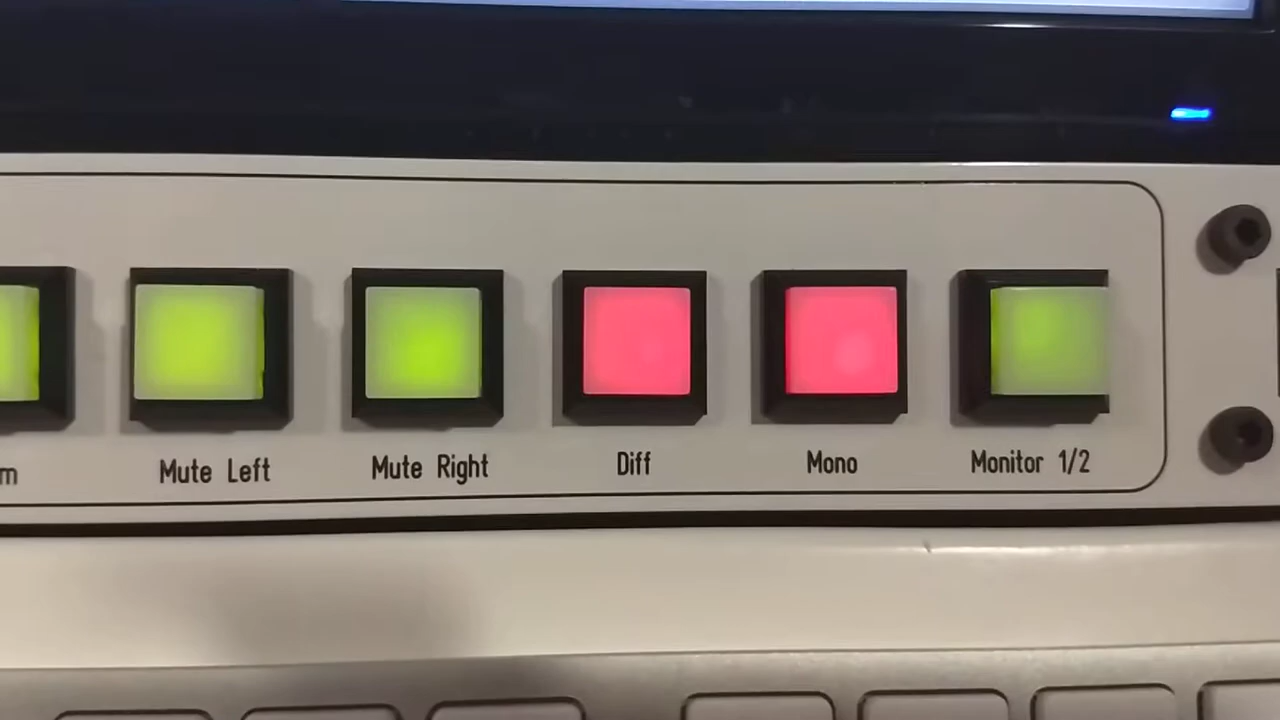 m
Mute Left
Mute Right
Diff
Mono
Monitor 1/2